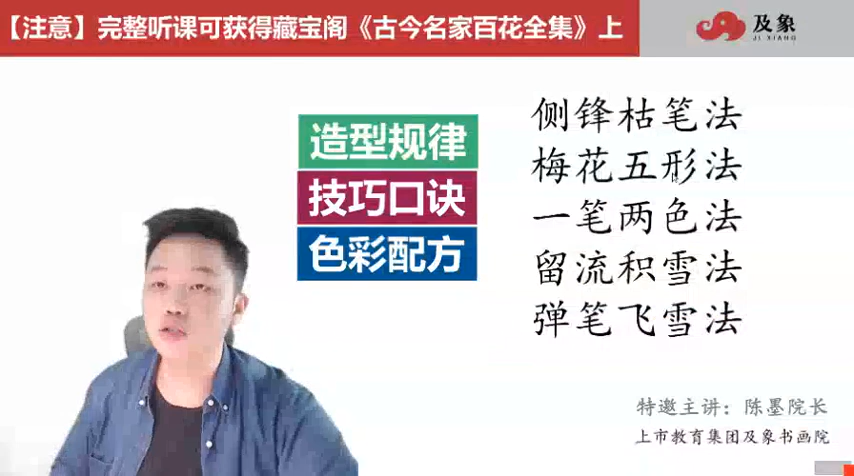 【注意】完整听课可获得藏宝阁《古今名家百花全集》上
及象
JI XIANG
造型规律
技巧口诀
色彩配方
侧锋枯笔法
梅花五形法
一笔两色法
留流积雪法
弹笔飞雪法
特邀主讲：陈墨院长
上市教育集团及象书画院